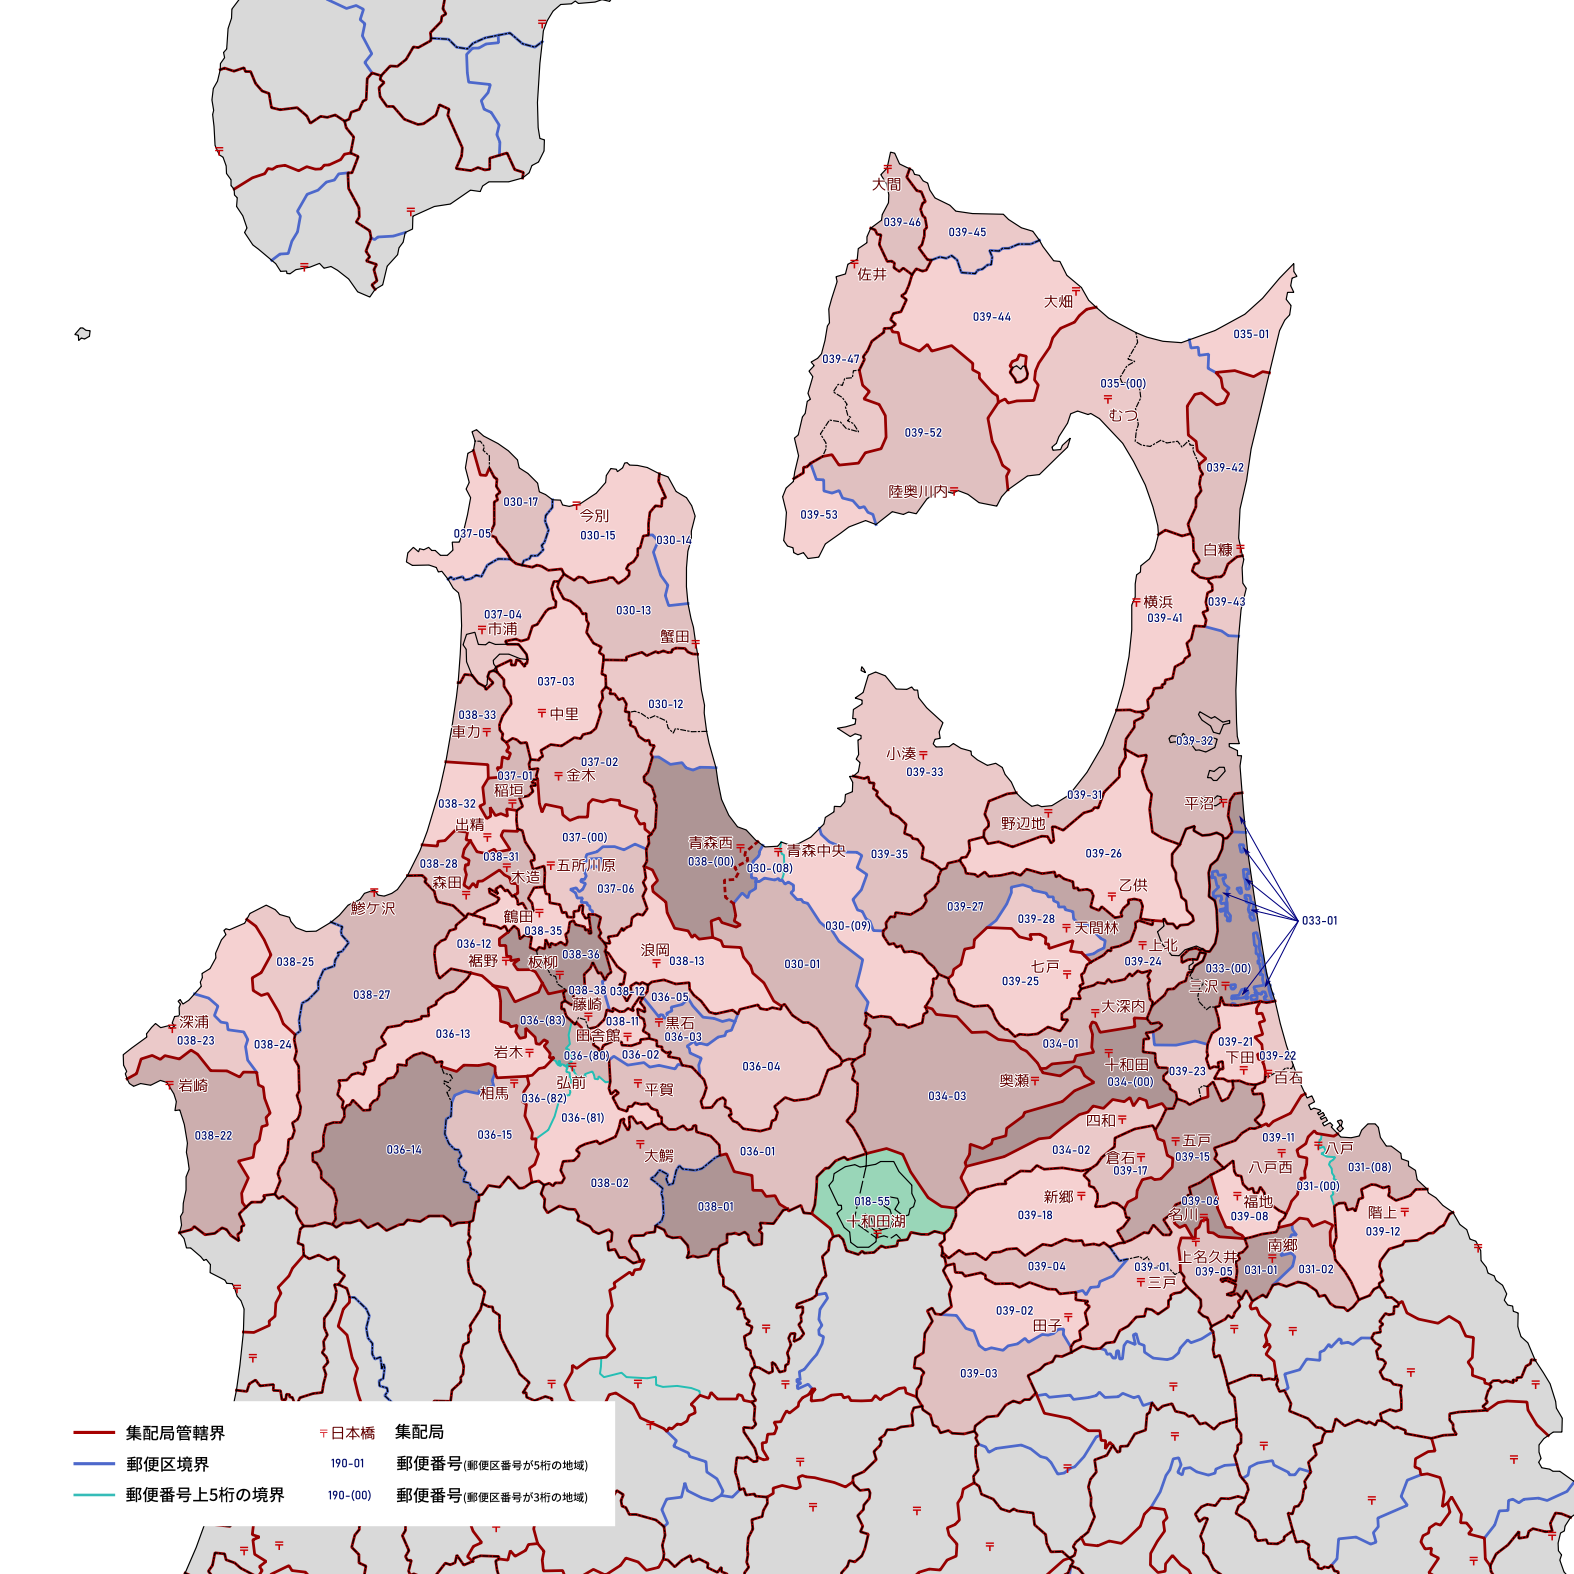 大間
039-46
039-45
佐井
大畑
039-44
035-01
039-47
035-(00)
むつ
039-52
039-42
陸奥川内
039-53
白糠
030-17
今別
030-15
037-05
030-14
横浜
039-43
039-41
037-04
市浦
030-13
蟹田
037-03
中里
030-12
038-33
車力
039-32
小湊
039-33
037-02
037-01
金木
稲垣
038-32
039-31
平沼
野辺地
出精
037-(00)
青森西
038-(00)
青森中央
030-(08)
039-35
039-26
038-28
038-31
五所川原
木造
森田
037-06
乙供
鰺ケ沢
鶴田
038-35
039-27
039-28
天間林
030-(09)
033-01
036-12
裾野
板柳
038-36
浪岡
038-13
上北
039-24
038-25
030-01
七戸
039-25
033-(00)
三沢
038-27
038-38
038-12
036-05
藤崎
大深内
深浦
038-23
036-(83)
038-11
田舎館
黒石
036-03
036-13
038-24
岩木
036-(80)
036-02
036-04
034-01
039-21
下田
039-22
十和田
034-(00)
039-23
百石
岩崎
相馬
弘前
平賀
奥瀬
036-(82)
034-03
036-(81)
四和
038-22
036-15
036-14
大鰐
036-01
034-02
五戸
039-15
倉石
039-17
039-11
八戸
八戸西
031-(08)
038-02
038-01
018-55
十和田湖
新郷
039-18
039-06
名川
福地
039-08
031-(00)
階上
039-12
南郷
上名久井
039-05
031-01
031-02
039-04
039-01
三戸
039-02
田子
039-03
集配局管轄界
日本橋
集配局
郵便区境界
190-01
郵便番号(郵便区番号が5桁の地域)
郵便番号上5桁の境界
190-(00)
郵便番号(郵便区番号が3桁の地域)